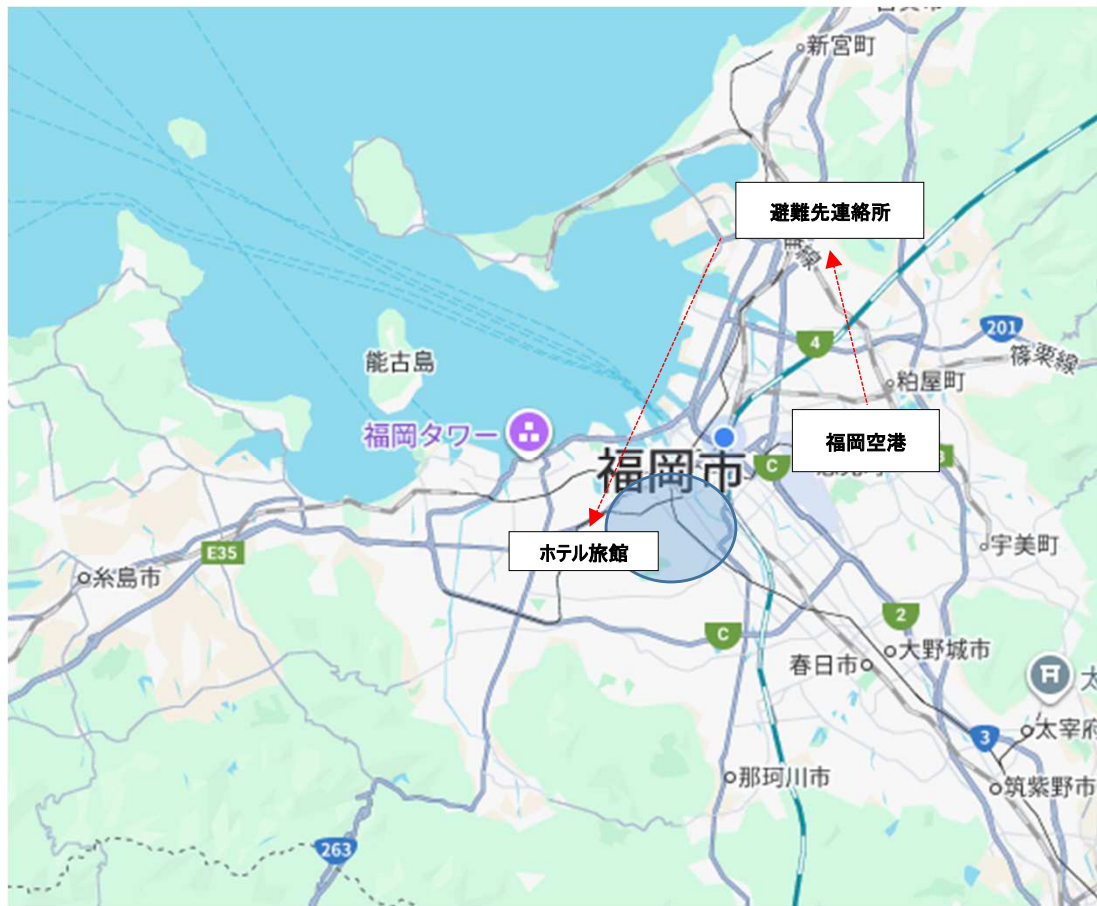 新宮町
避難先連絡所
線
4
201
篠栗線
能古島
粕屋町
福岡タワー
福岡空港
福岡市
C
ホテル旅館
E35
宇美町
糸島市
2
C
大野城市
春日市
太
3
太宰府
那珂川市
筑紫野市
263